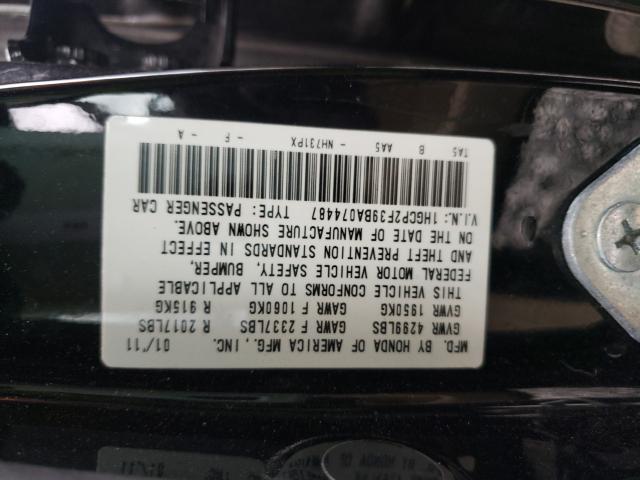 MFD. BY HONDA OF AMERICA MFG., INC. 01/'11
GVWR 4299LBS GAWR F 2337LBS R 2017LBS
GVWR 1950KG GAWR F 1060KG R 915KG
THIS VEHICLE CONFORMS TO ALL APPLICABLE
FEDERAL MOTOR VEHICLE SAFETY, BUMPER,
AND THEFT PREVENTION STANDARDS IN EFFECT
ON THE DATE OF MANUFACTURE SHOWN ABOVE.
V.I.N.: 1HGCP2F39BA074487 TYPE: PASSENGER CAR
TA5 B AA5 - NH731PX - F - A